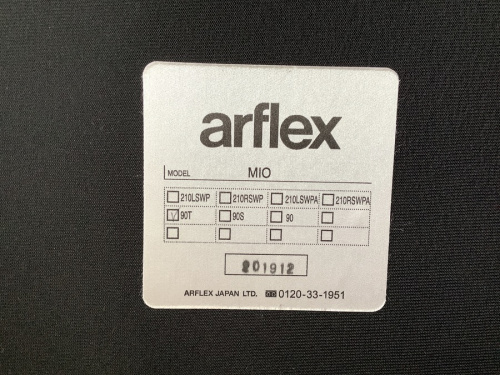 arflex
MODEL MIO
210LSWP 210RSWP 210LSWPA 210RSWPA
90T 90S 90
201912
ARFLEX JAPAN LTD. 0120-33-1951